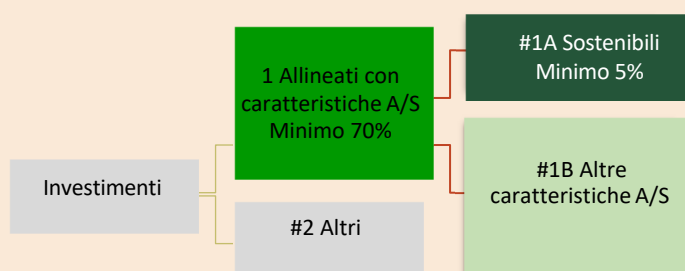 Investimenti
1 Allineati con
caratteristiche A/S
Minimo 70%
#2 Altri
#1A Sostenibili
Minimo 5%
#1B Altre
caratteristiche A/S